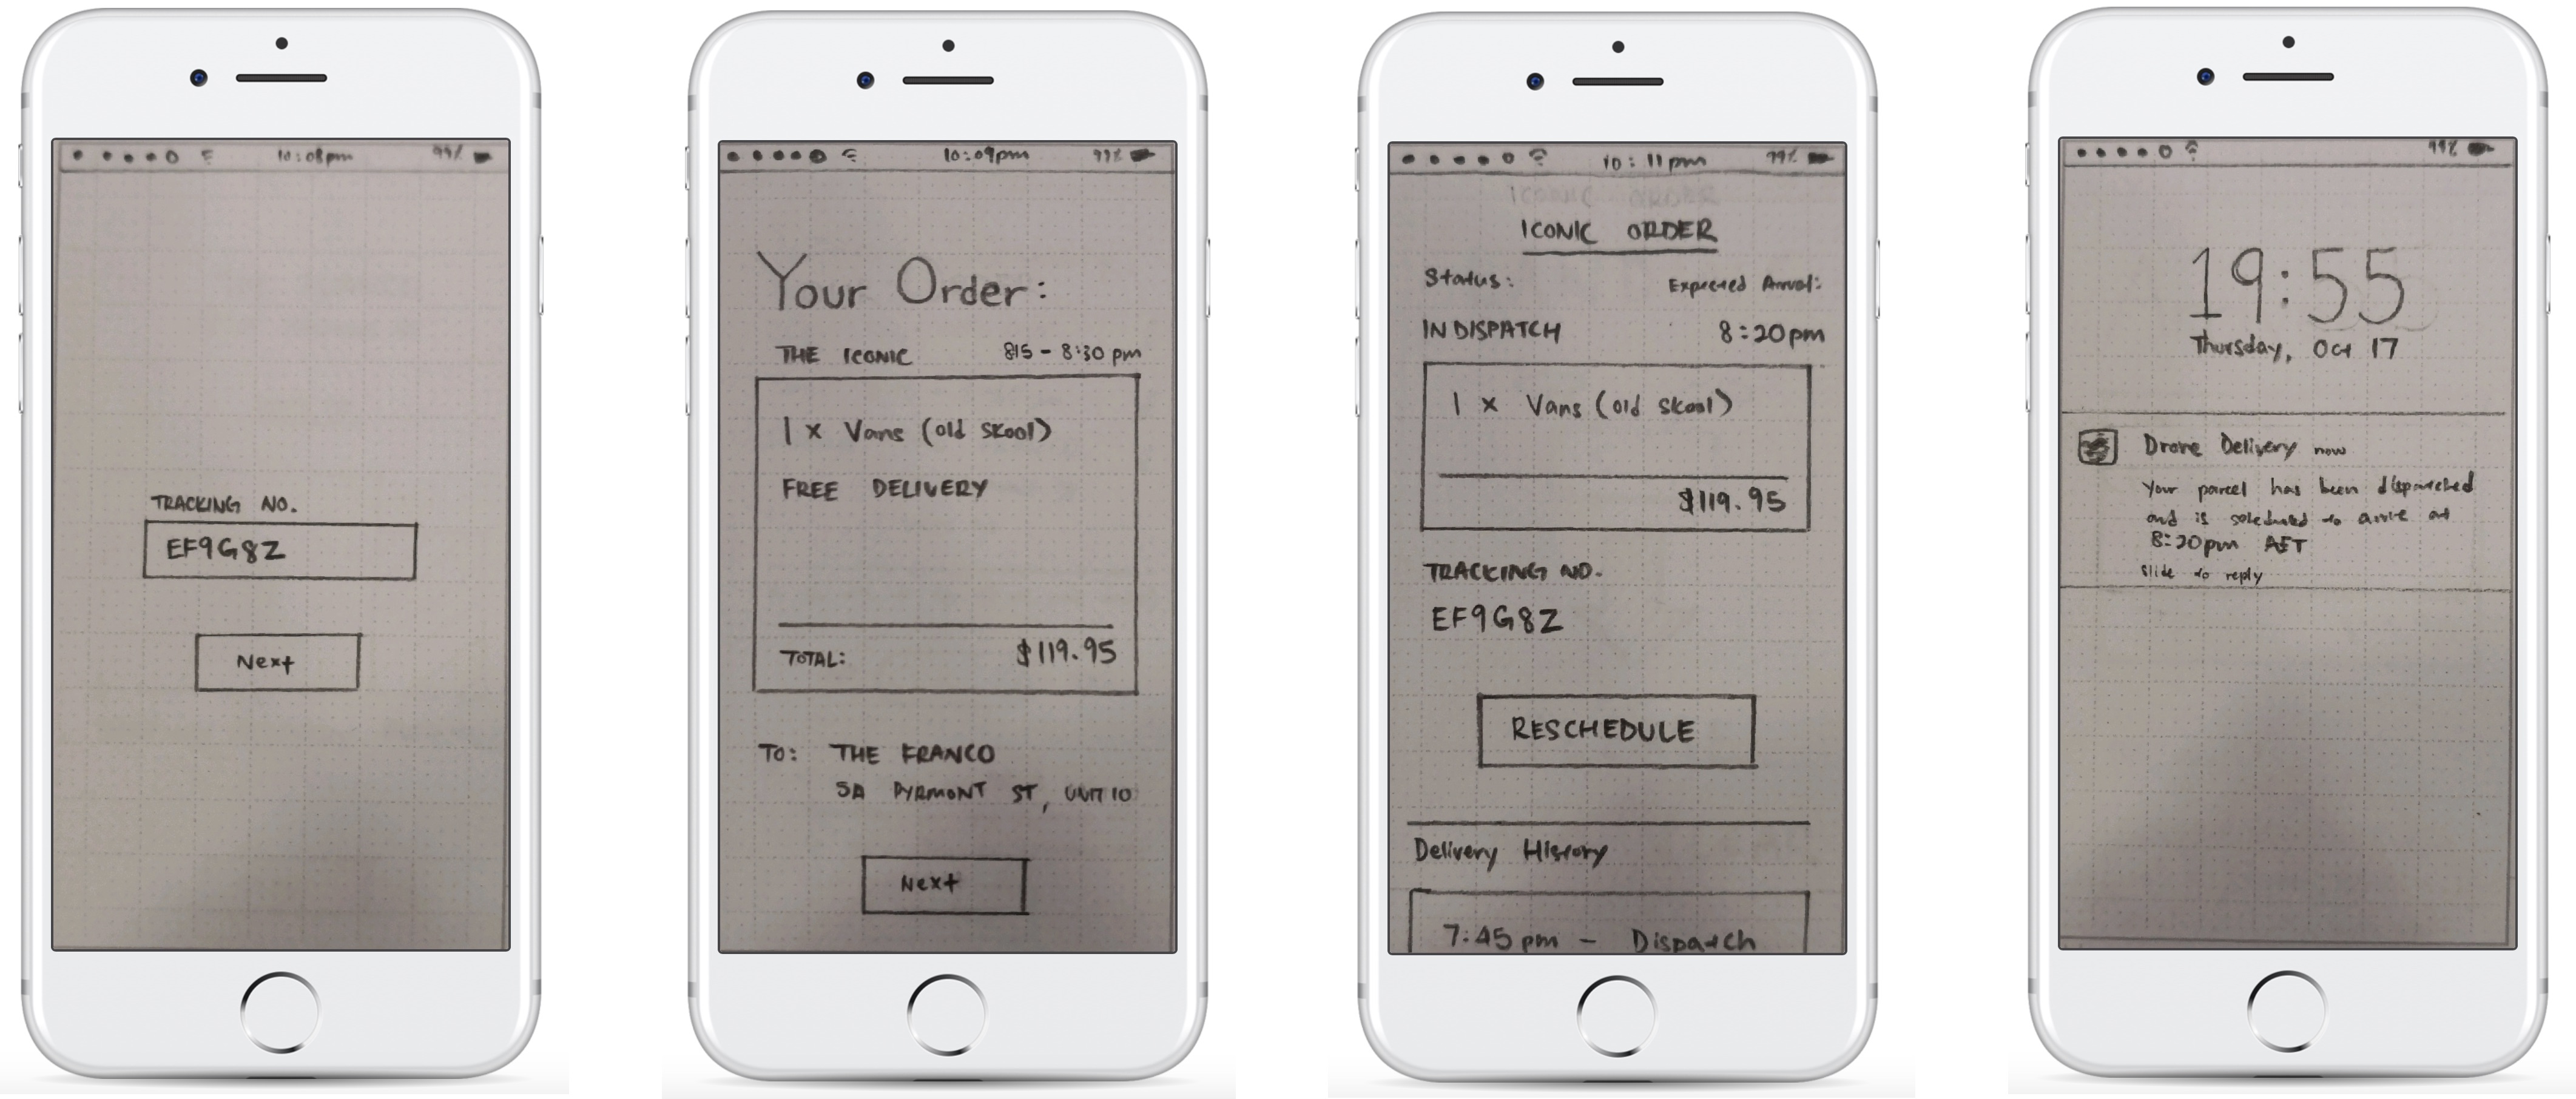 10:08pm 99%
TRACKING NO.
EF9G8Z
Next
10:09pm 99%
Your Order:
THE ICONIC 815 - 8:30 pm
1 x Vans (old skool)
FREE DELIVERY
TOTAL: $119.95
To: THE FRANCO
5A PYRMONT ST, UNIT 10
Next
10:11pm 99%
ICONIC ORDER
ICONIC ORDER
Status: Expected Arrval:
IN DISPATCH 8:20pm
1 x Vans (old skool)
$119.95
TRACKING NO.
EF9G8Z
RESCHEDULE
Delivery History
7:45 pm - Dispatch
99%
19:55
Thursday, Oct 17
Drone Delivery now
Your parcel has been dispatched
and is scheduled to arrive at
8:20pm AET
slide to reply